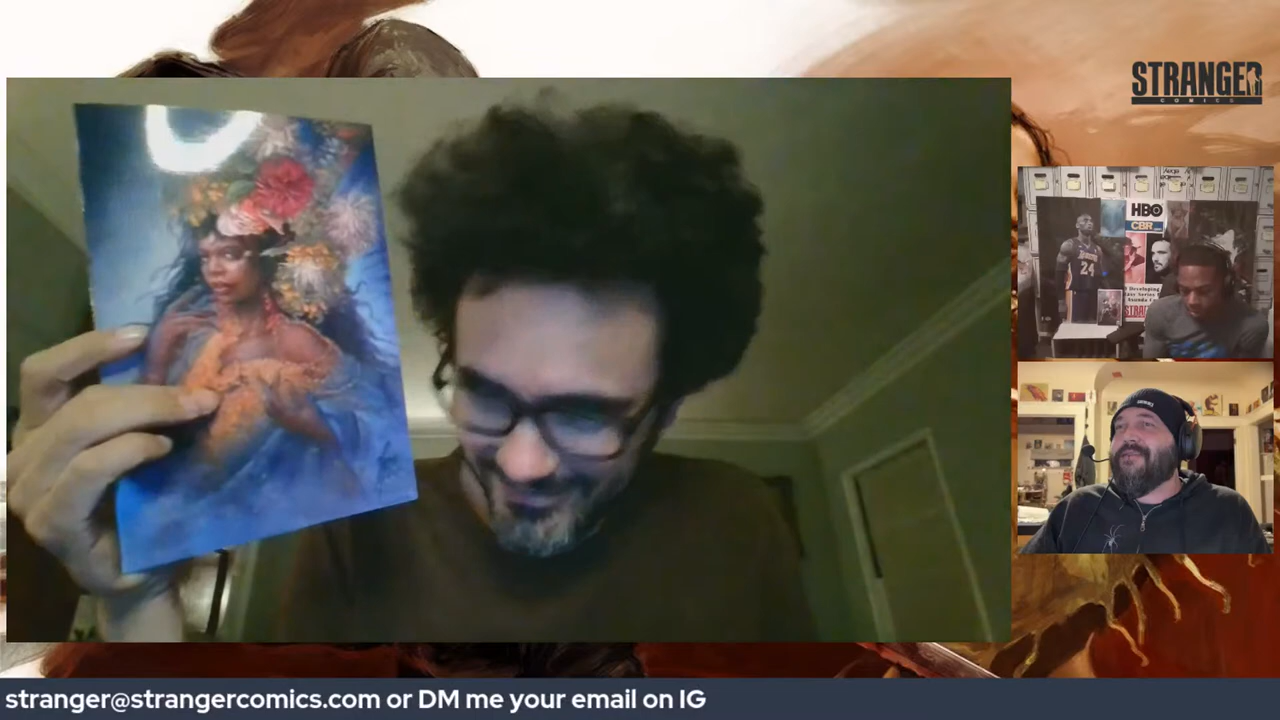 STRANGER
COMICS
HBO
CBR
24
stranger@strangercomics.com or DM me your email on IG